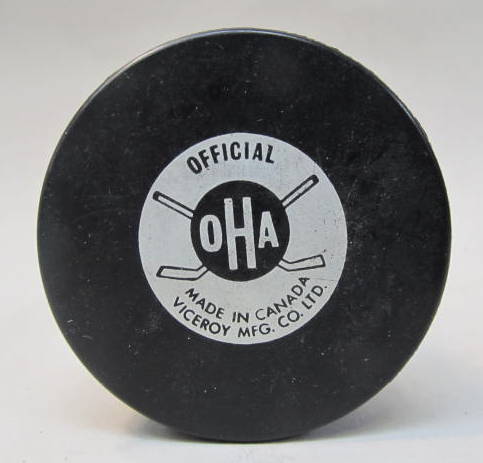 OFFICIAL
OHA
MADE IN CANADA
VICEROY MFG. CO. LTD.